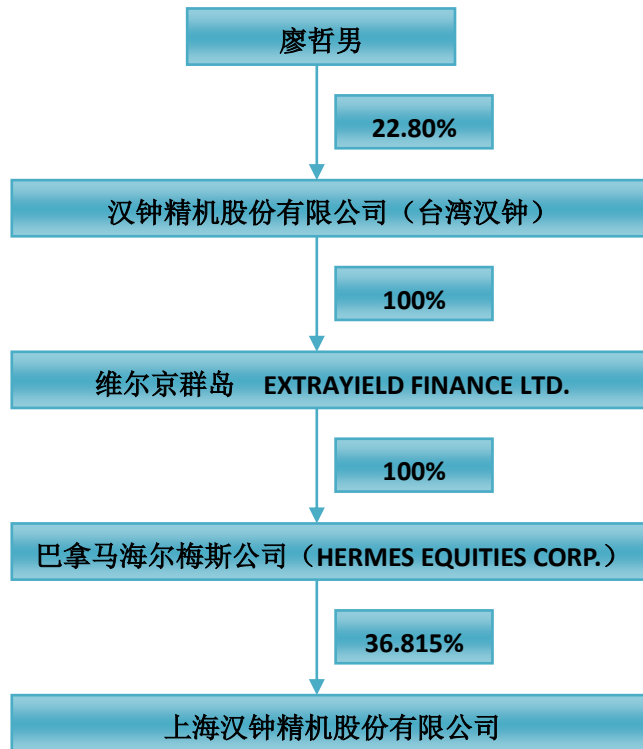 廖哲男
22.80%
汉钟精机股份有限公司（台湾汉钟）
100%
维尔京群岛 EXTRAYIELD FINANCE LTD.
100%
巴拿马海尔梅斯公司（HERMES EQUITIES CORP.）
36.815%
上海汉钟精机股份有限公司